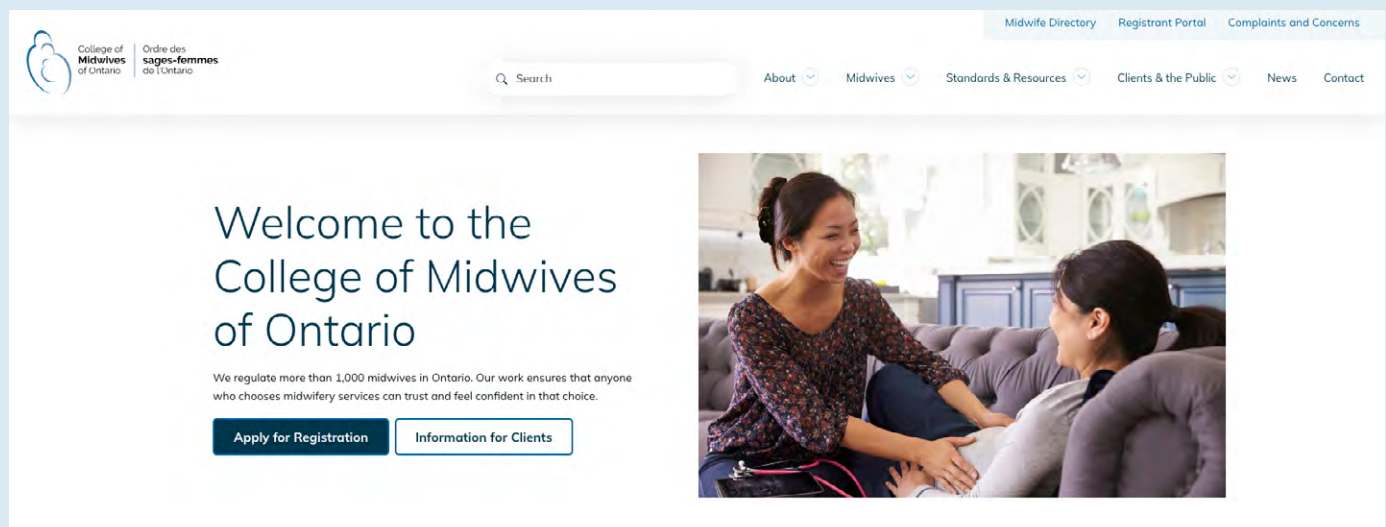 Midwife Directory Registrant Portal Complaints and Concerns
College of
Midwives
of Ontario
Ordre des
sages-femmes
de l'Ontario
Search
About Midwives Standards & Resources Clients & the Public News Contact
Welcome to the
College of Midwives
of Ontario
We regulate more than 1,000 midwives in Ontario. Our work ensures that anyone
who chooses midwifery services can trust and feel confident in that choice.
Apply for Registration Information for Clients